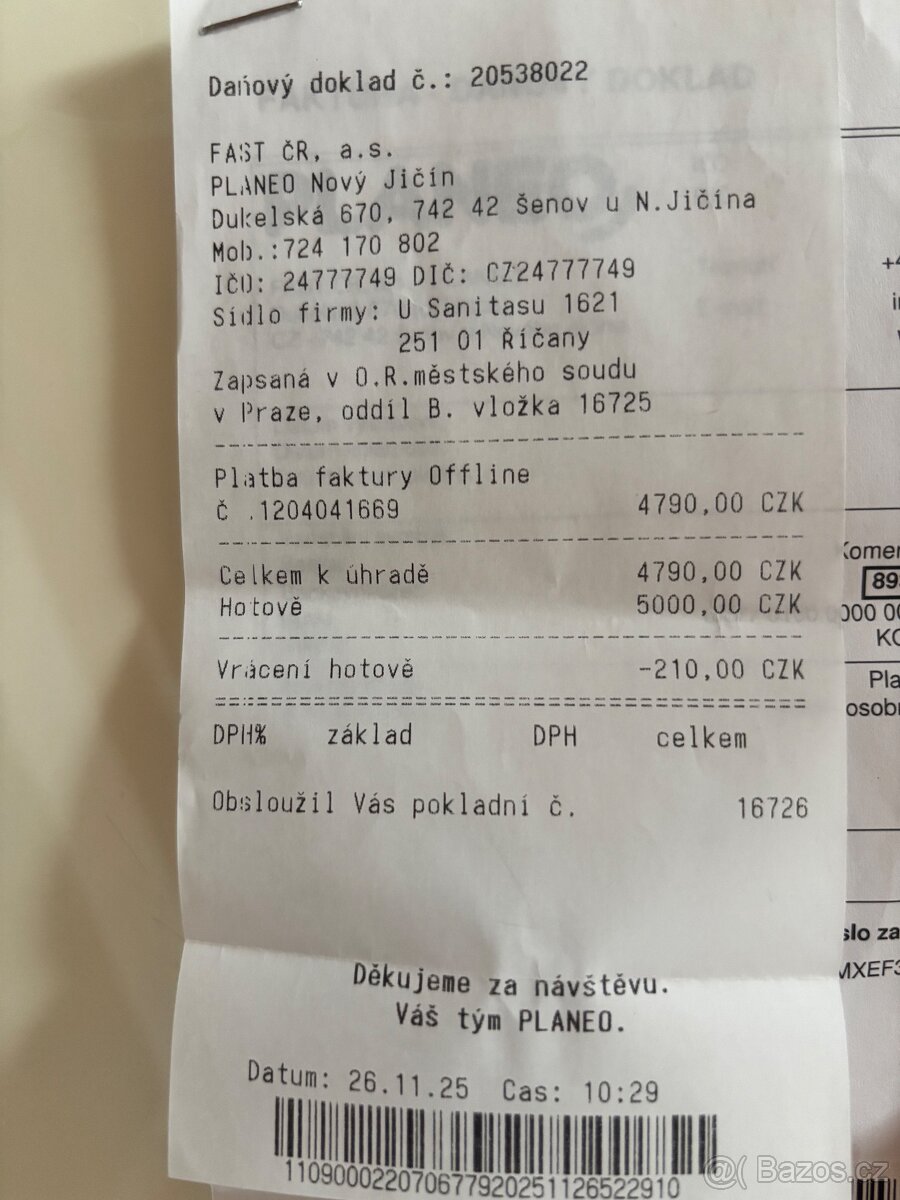 Daňový doklad č.: 20538022
FAST ČR, a.s.
PLANEO Nový Jičín
Dukelská 670, 742 42 Šenov u N.Jičína
Mob.:724 170 802
IČO: 24777749 DIČ: CZ24777749
Sídlo firmy: U Sanitasu 1621
251 01 Říčany
Zapsaná v O.R.městského soudu
v Praze, oddíl B. vložka 16725
Platba faktury Offline
č .1204041669 4790,00 CZK
Celkem k úhradě 4790,00 CZK
Hotově 5000,00 CZK
Vrácení hotově -210,00 CZK
DPH% základ DPH celkem
Obsloužil Vás pokladní č. 16726
Děkujeme za návštěvu.
Váš tým PLANEO.
Datum: 26.11.25 Cas: 10:29
110900022070677920251126522910
@( Bazos.cz